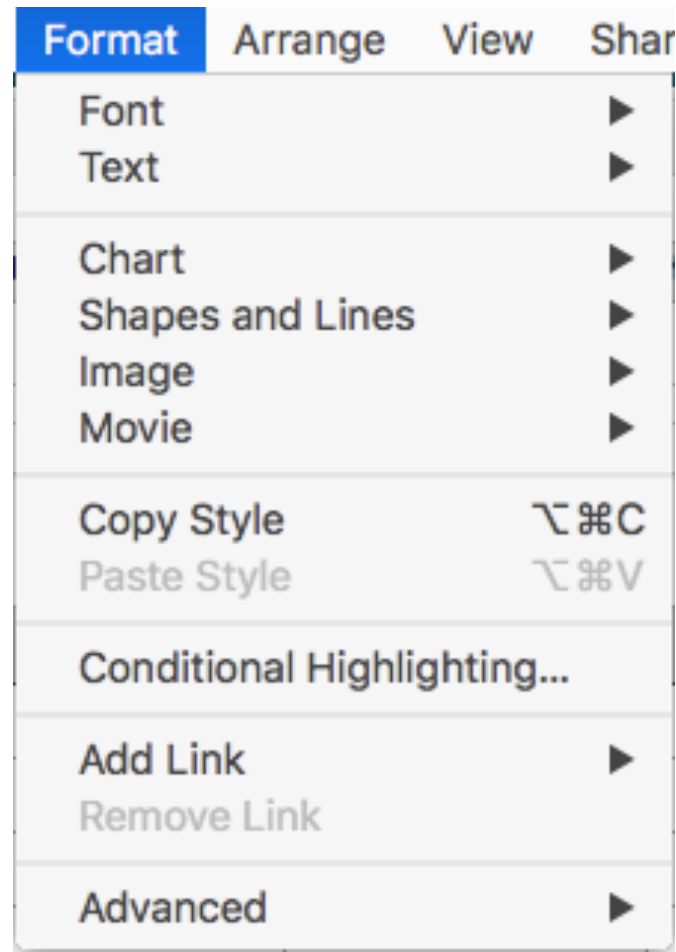 Format Arrange View Shar
Font ▶
Text ▶
Chart ▶
Shapes and Lines ▶
Image ▶
Movie ▶
Copy Style ⌥⌘C
Paste Style ⌥⌘V
Conditional Highlighting...
Add Link ▶
Remove Link
Advanced ▶